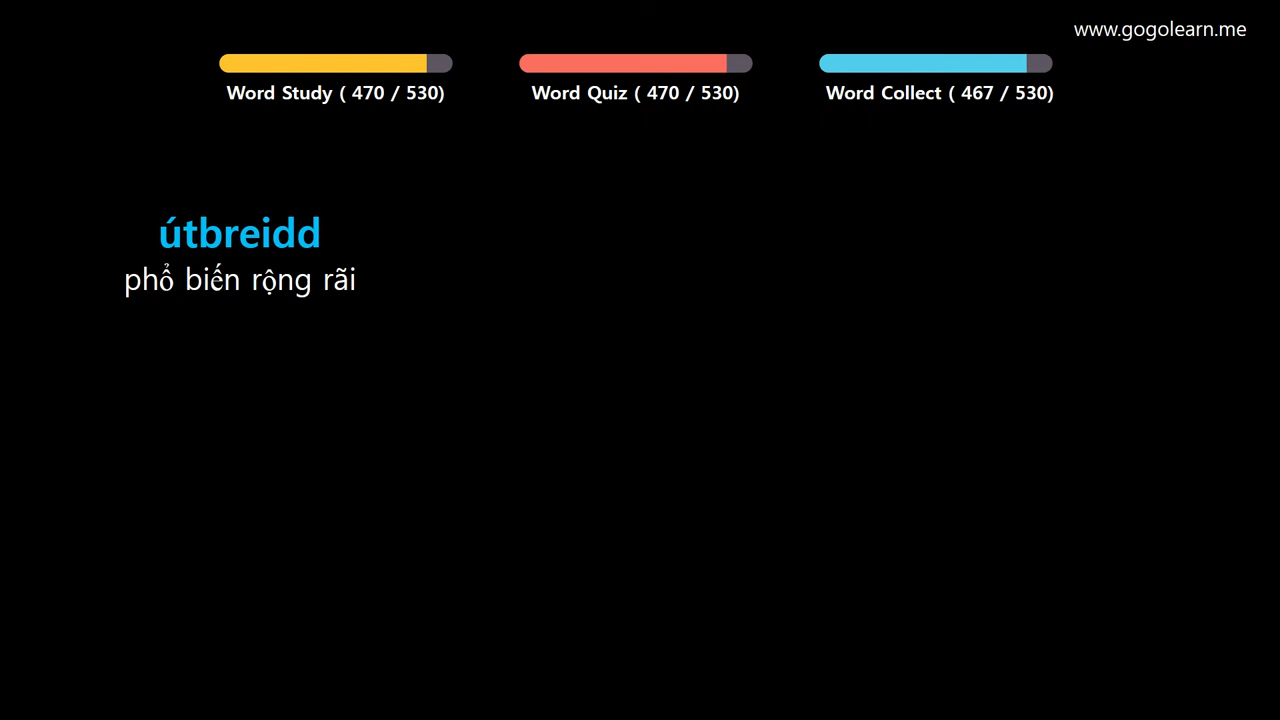 www.gogolearn.me
Word Study ( 470 / 530)
Word Quiz ( 470 / 530)
Word Collect ( 467 / 530)
útbreidd
phổ biến rộng rãi